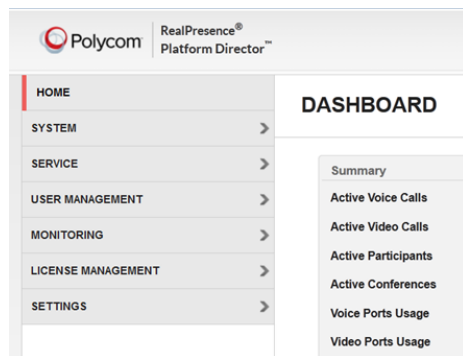 Polycom
RealPresence®
Platform Director™
HOME
SYSTEM
SERVICE
USER MANAGEMENT
MONITORING
LICENSE MANAGEMENT
SETTINGS
DASHBOARD
Summary
Active Voice Calls
Active Video Calls
Active Participants
Active Conferences
Voice Ports Usage
Video Ports Usage